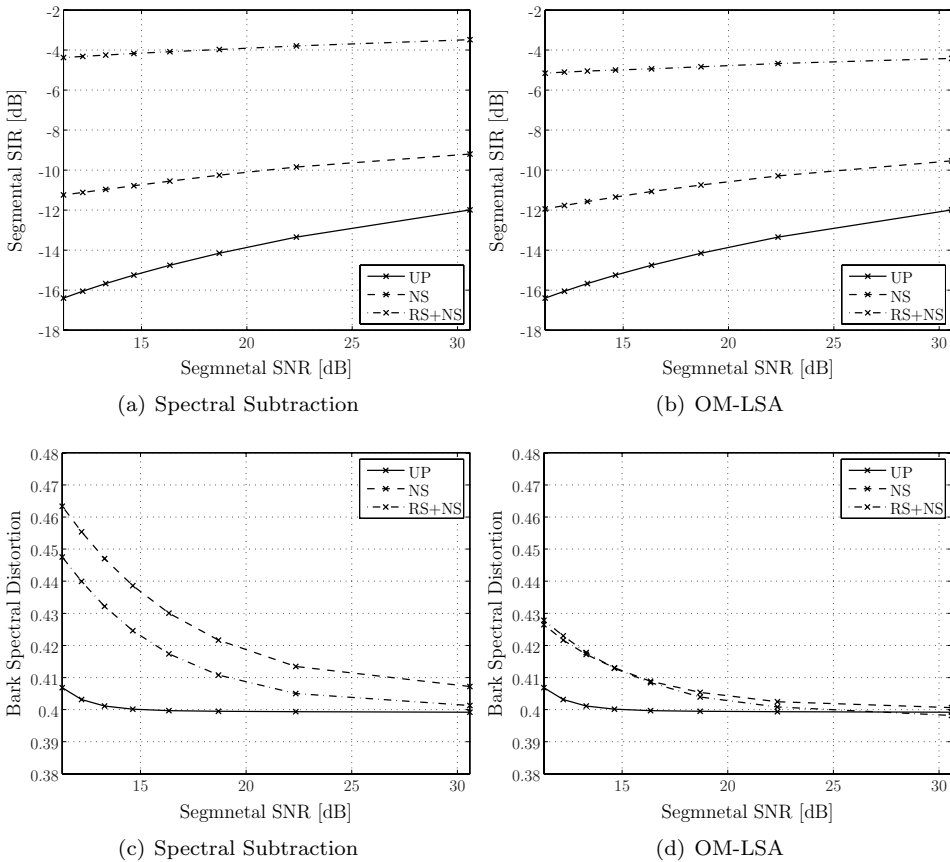 -2
-4
-6
-8
-10
-12
-14
-16
-18
Segmental SIR [dB]
UP
NS
RS+NS
15
20
25
30
Segmnetal SNR [dB]
(a) Spectral Subtraction
-2
-4
-6
-8
-10
-12
-14
-16
-18
Segmental SIR [dB]
UP
NS
RS+NS
15
20
25
30
Segmnetal SNR [dB]
(b) OM-LSA
0.48
0.47
0.46
0.45
0.44
0.43
0.42
0.41
0.4
0.39
0.38
Bark Spectral Distortion
UP
NS
RS+NS
15
20
25
30
Segmnetal SNR [dB]
(c) Spectral Subtraction
0.48
0.47
0.46
0.45
0.44
0.43
0.42
0.41
0.4
0.39
0.38
Bark Spectral Distortion
UP
NS
RS+NS
15
20
25
30
Segmnetal SNR [dB]
(d) OM-LSA